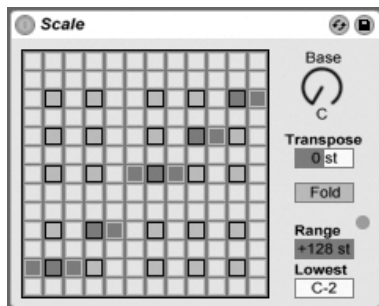 Scale
Base
C
Transpose
0 st
Fold
Range
+128 st
Lowest
C-2